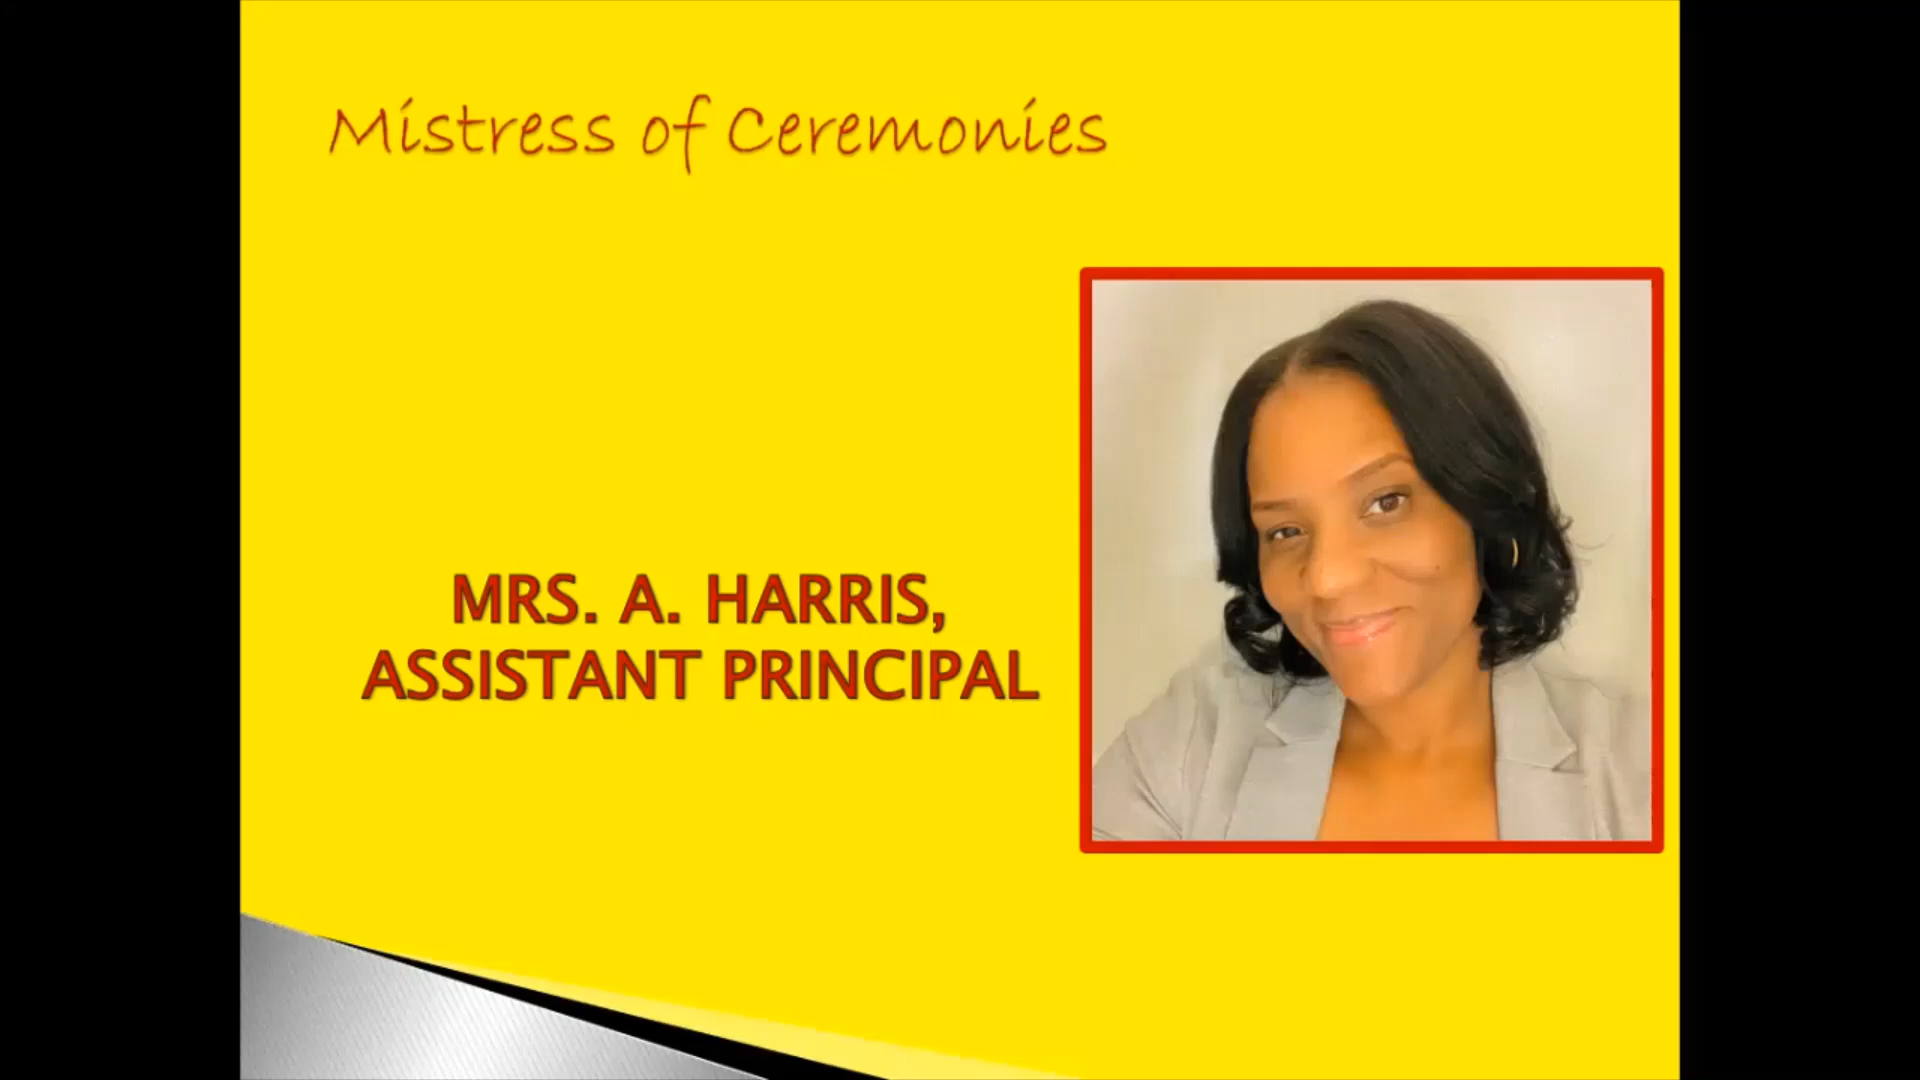 Mistress of Ceremonies
MRS. A. HARRIS,
ASSISTANT PRINCIPAL